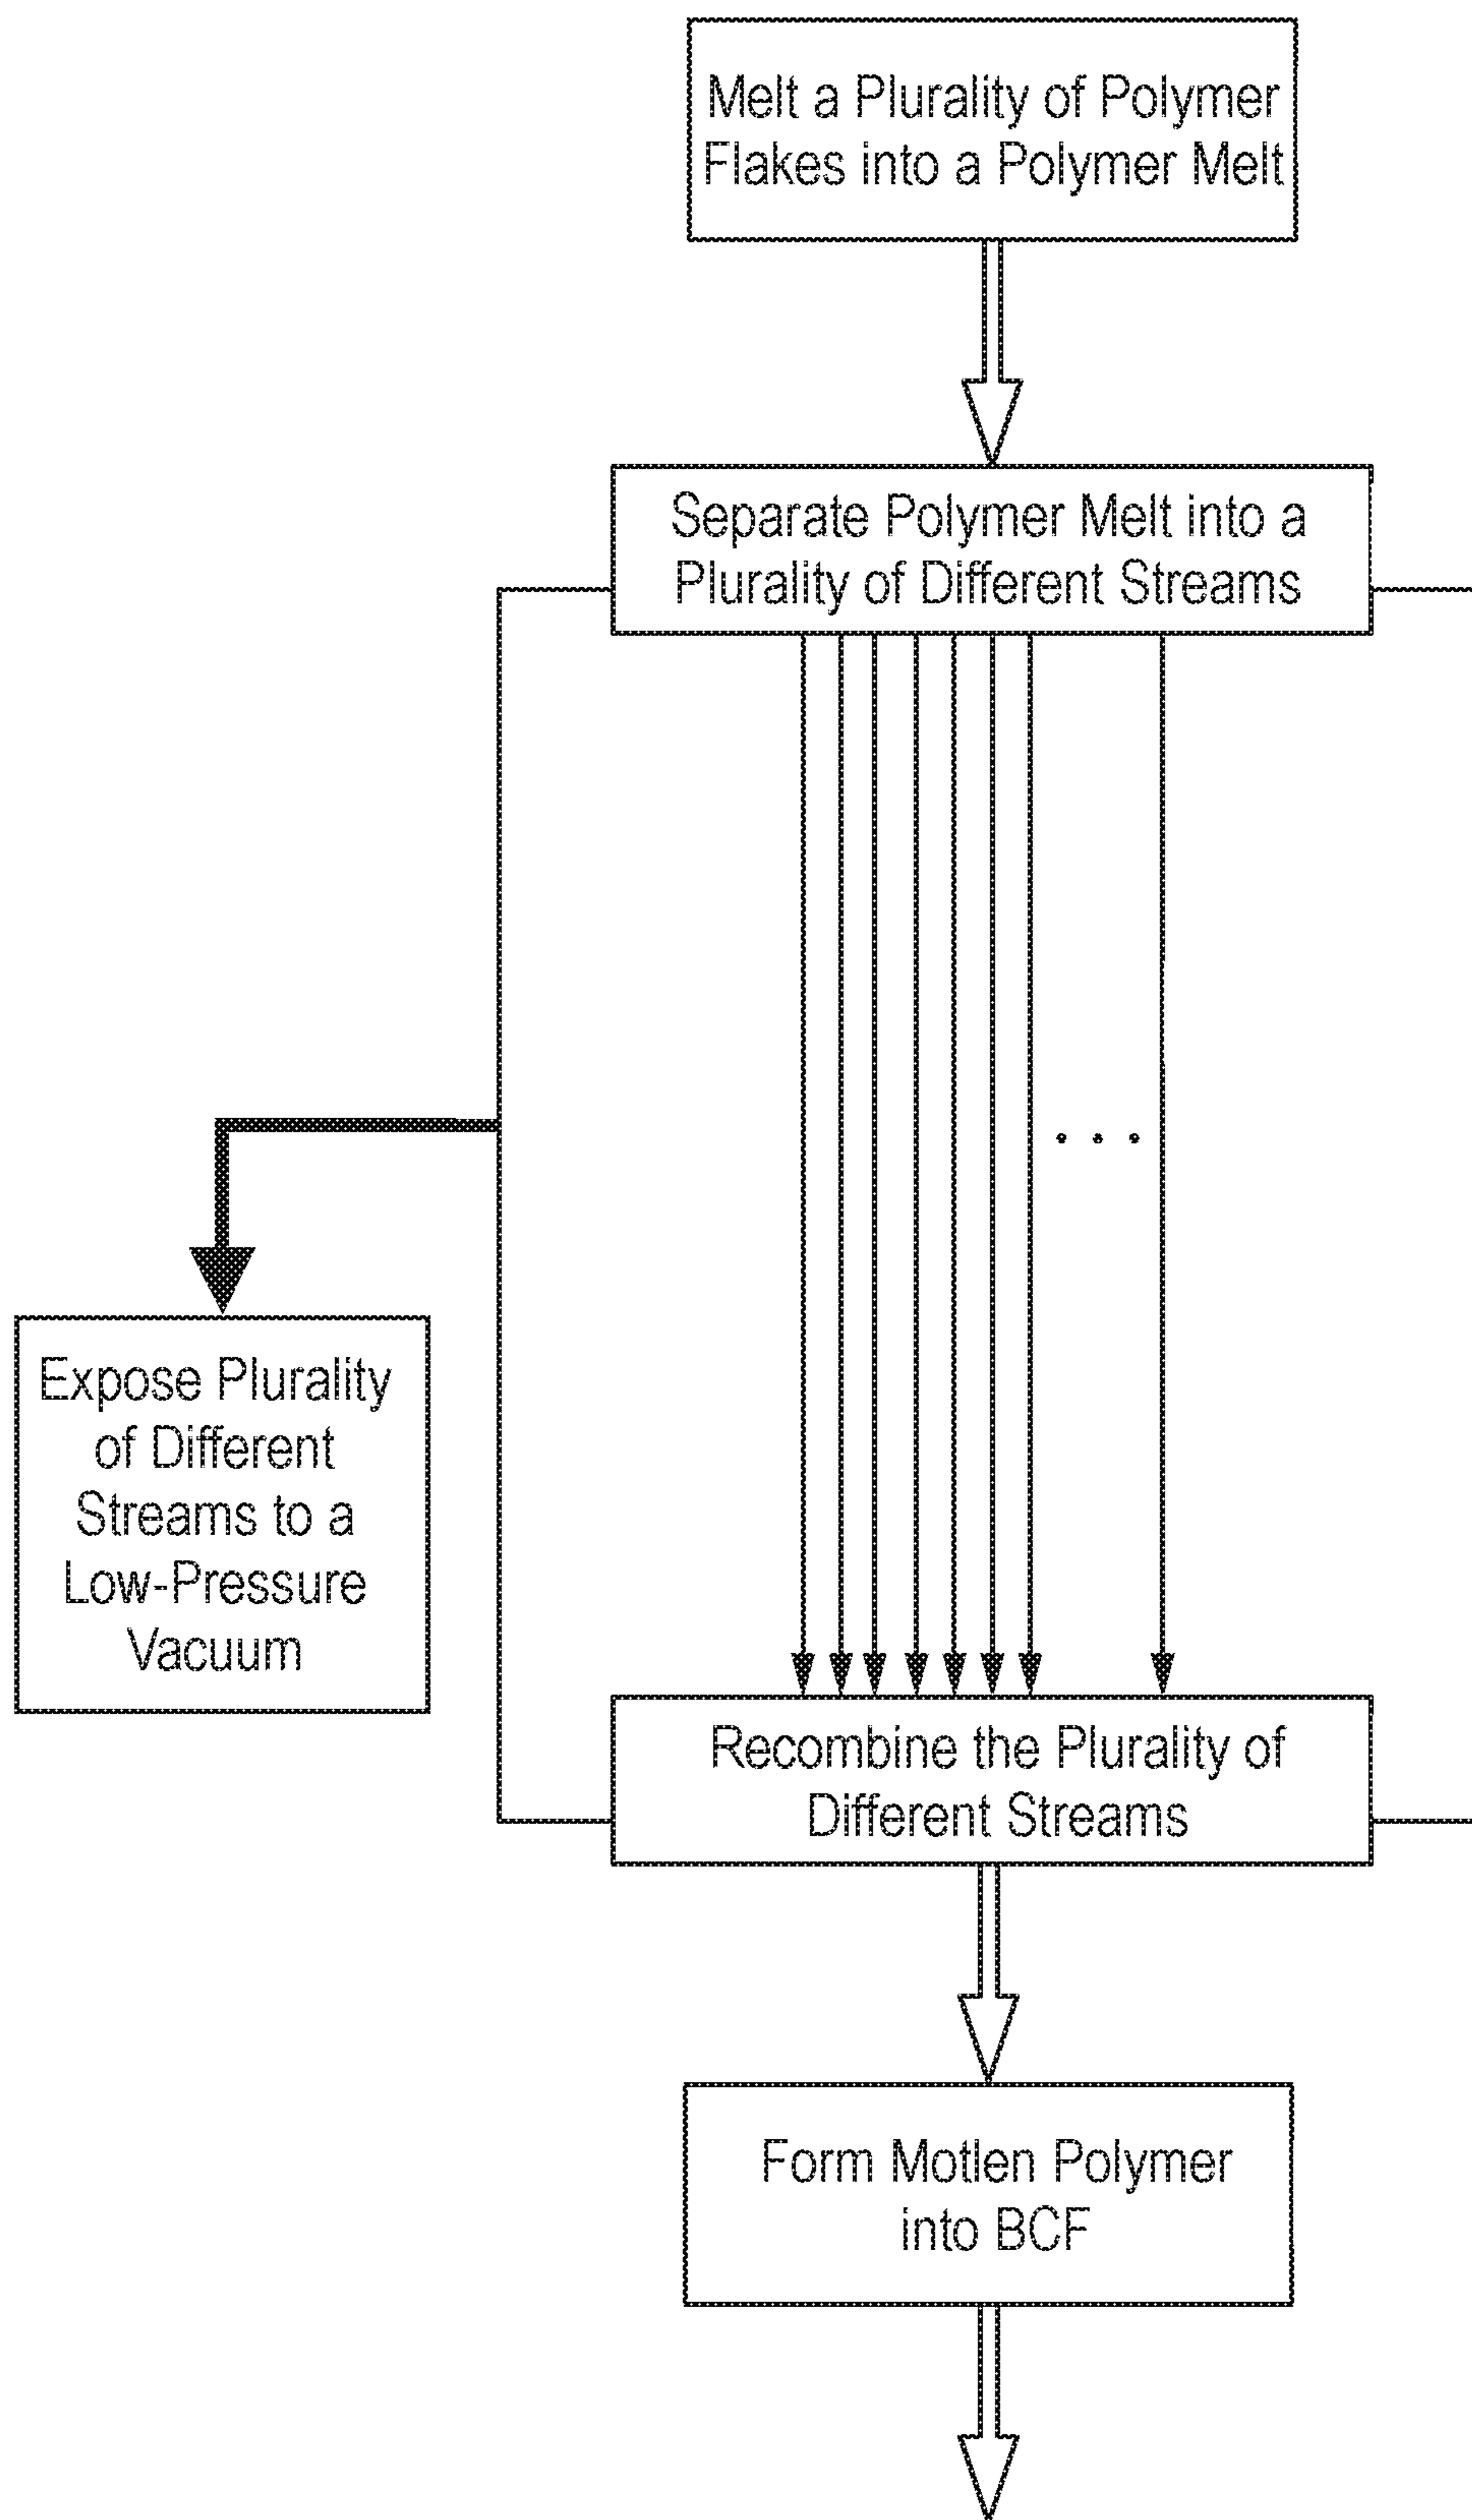 Melt a Plurality of Polymer
Flakes into a Polymer Melt
Separate Polymer Melt into a
Plurality of Different Streams
. . .
Expose Plurality
of Different
Streams to a
Low-Pressure
Vacuum
Recombine the Plurality of
Different Streams
Form Motlen Polymer
into BCF